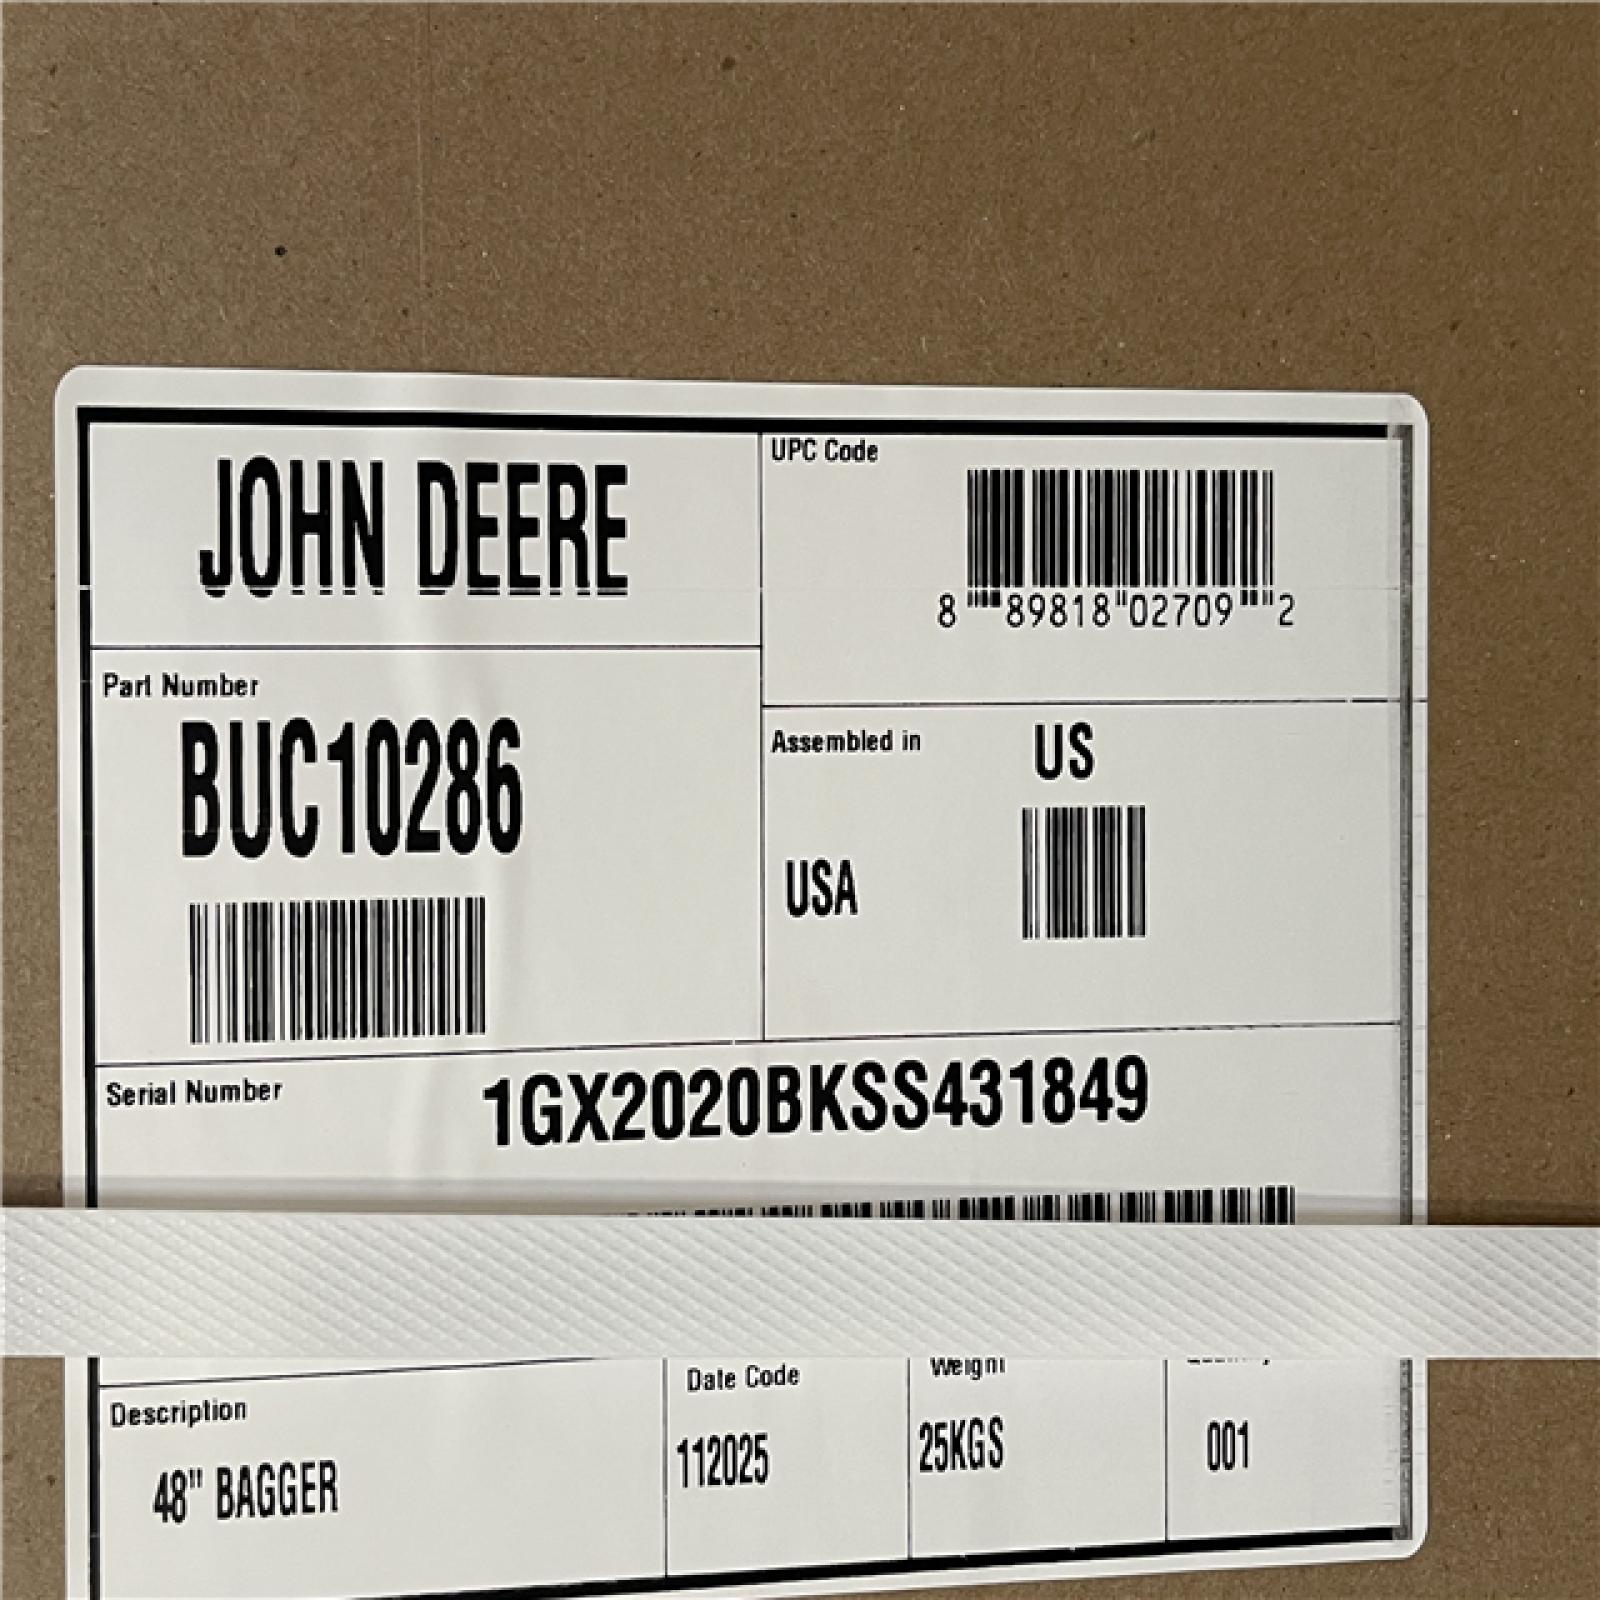 JOHN DEERE
UPC Code
8 89818 02709 2
Part Number
BUC10286
Assembled in
US
USA
Serial Number
1GX2020BKSS431849
Description
48" BAGGER
Date Code
112025
Weight
25KGS
001